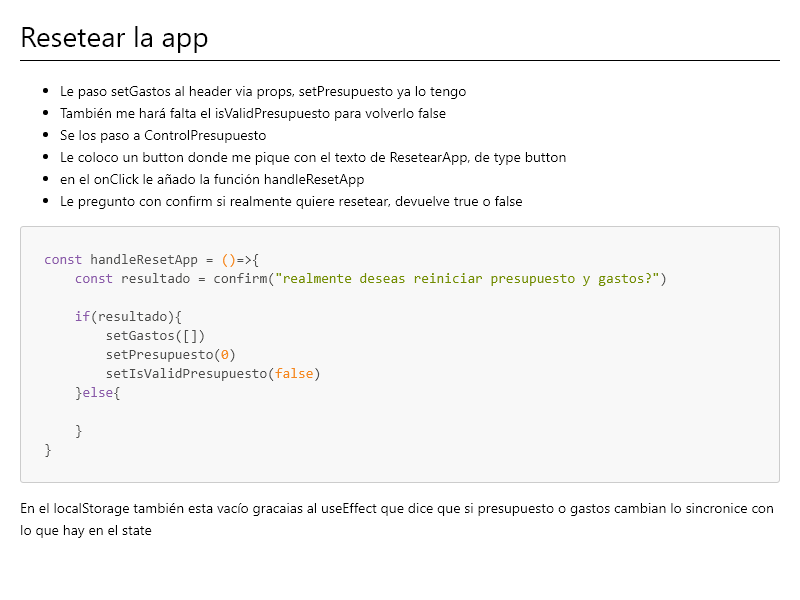 Resetear la app
Le paso setGastos al header via props, setPresupuesto ya lo tengo
También me hará falta el isValidPresupuesto para volverlo false
Se los paso a ControlPresupuesto
Le coloco un button donde me pique con el texto de ResetearApp, de type button
en el onClick le añado la función handleResetApp
Le pregunto con confirm si realmente quiere resetear, devuelve true o false
const handleResetApp = ()=>{
    const resultado = confirm("realmente deseas reiniciar presupuesto y gastos?")
    if(resultado){
        setGastos([])
        setPresupuesto(0)
        setIsValidPresupuesto(false)
    }else{
    }
}
En el localStorage también esta vacío gracaias al useEffect que dice que si presupuesto o gastos cambian lo sincronice con
lo que hay en el state